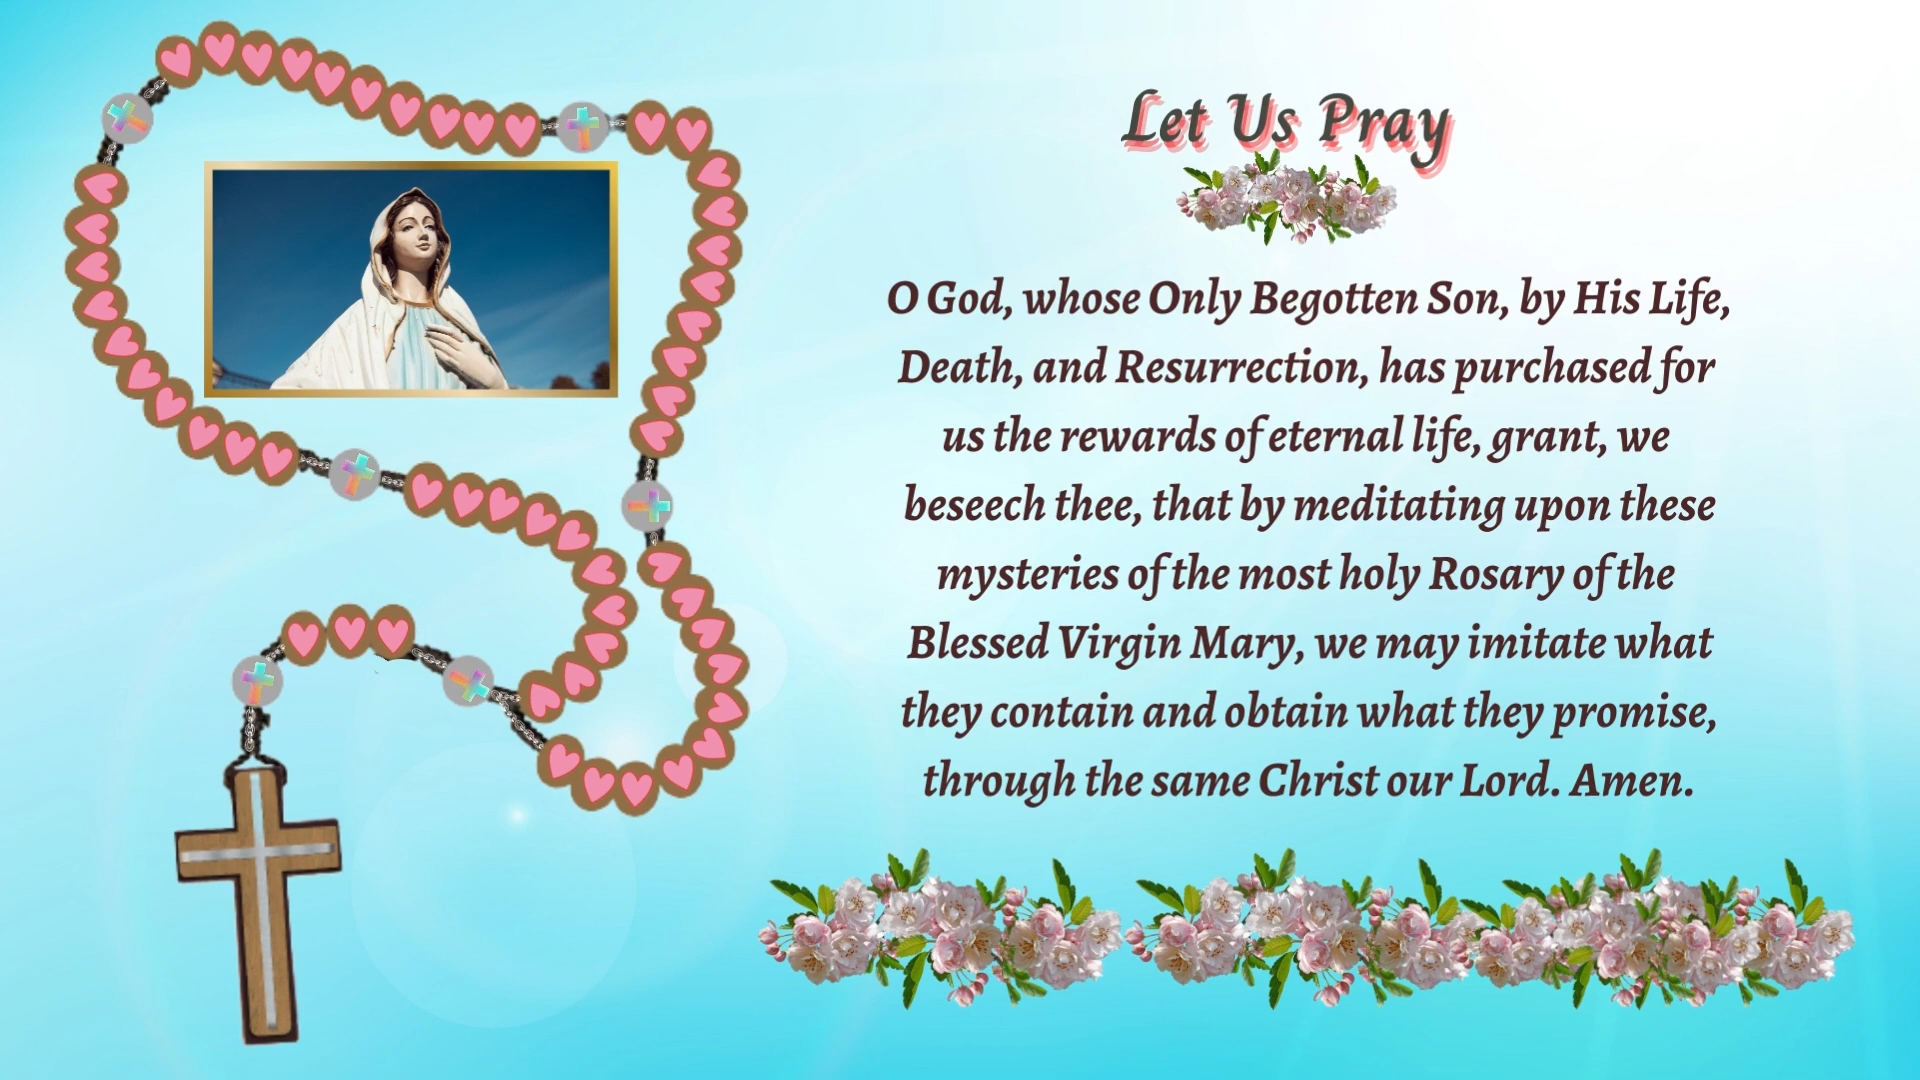 Let Us Pray
O God, whose Only Begotten Son, by His Life,
Death, and Resurrection, has purchased for
us the rewards of eternal life, grant, we
beseech thee, that by meditating upon these
mysteries of the most holy Rosary of the
Blessed Virgin Mary, we may imitate what
they contain and obtain what they promise,
through the same Christ our Lord. Amen.